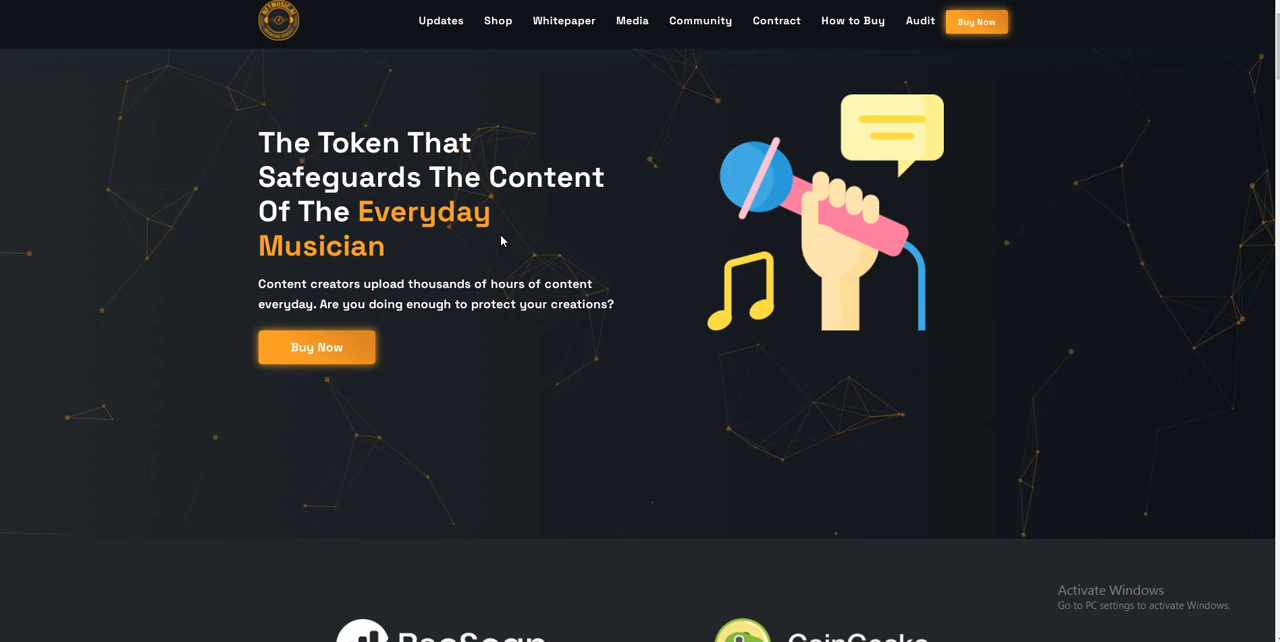 Updates Shop Whitepaper Media Community Contract How to Buy Audit Buy Now
The Token That
Safeguards The Content
Of The Everyday
Musician
Content creators upload thousands of hours of content
everyday. Are you doing enough to protect your creations?
Buy Now
Activate Windows
Go to PC settings to activate Windows.
BscScan CoinGecko